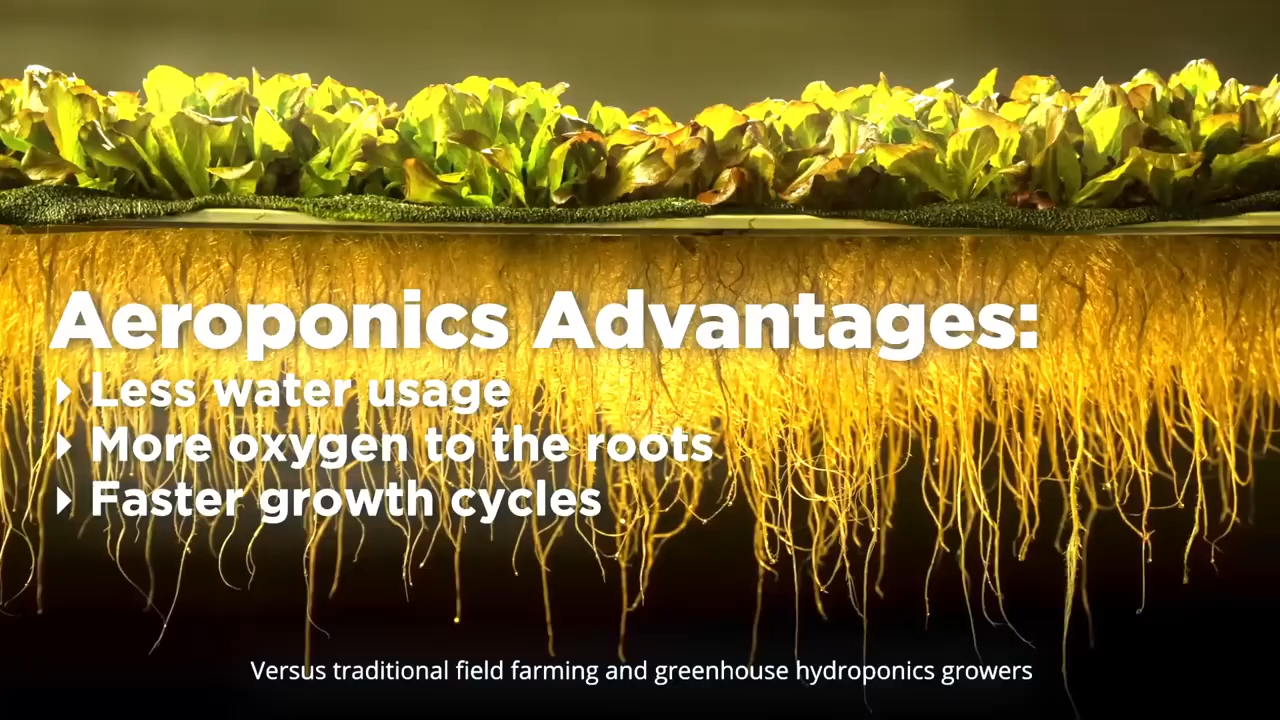 Aeroponics Advantages:
Less water usage
More oxygen to the roots
Faster growth cycles
Versus traditional field farming and greenhouse hydroponics growers